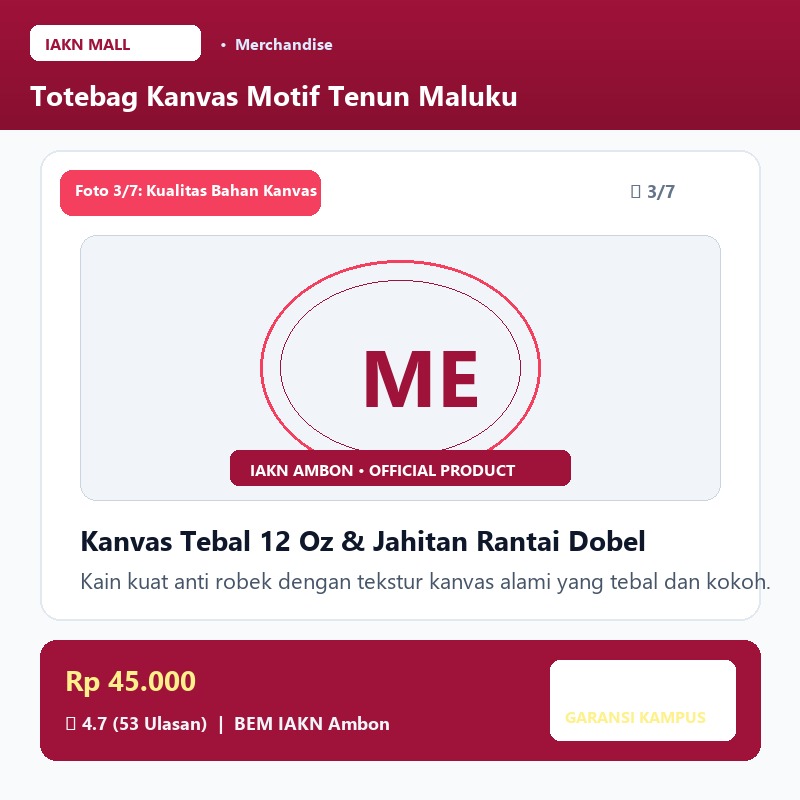 IAKN MALL
• Merchandise
Totebag Kanvas Motif Tenun Maluku
Foto 3/7: Kualitas Bahan Kanvas
3/7
ME
IAKN AMBON • OFFICIAL PRODUCT
Kanvas Tebal 12 Oz & Jahitan Rantai Dobel
Kain kuat anti robek dengan tekstur kanvas alami yang tebal dan kokoh.
Rp 45.000
4.7 (53 Ulasan) | BEM IAKN Ambon
GARANSI KAMPUS